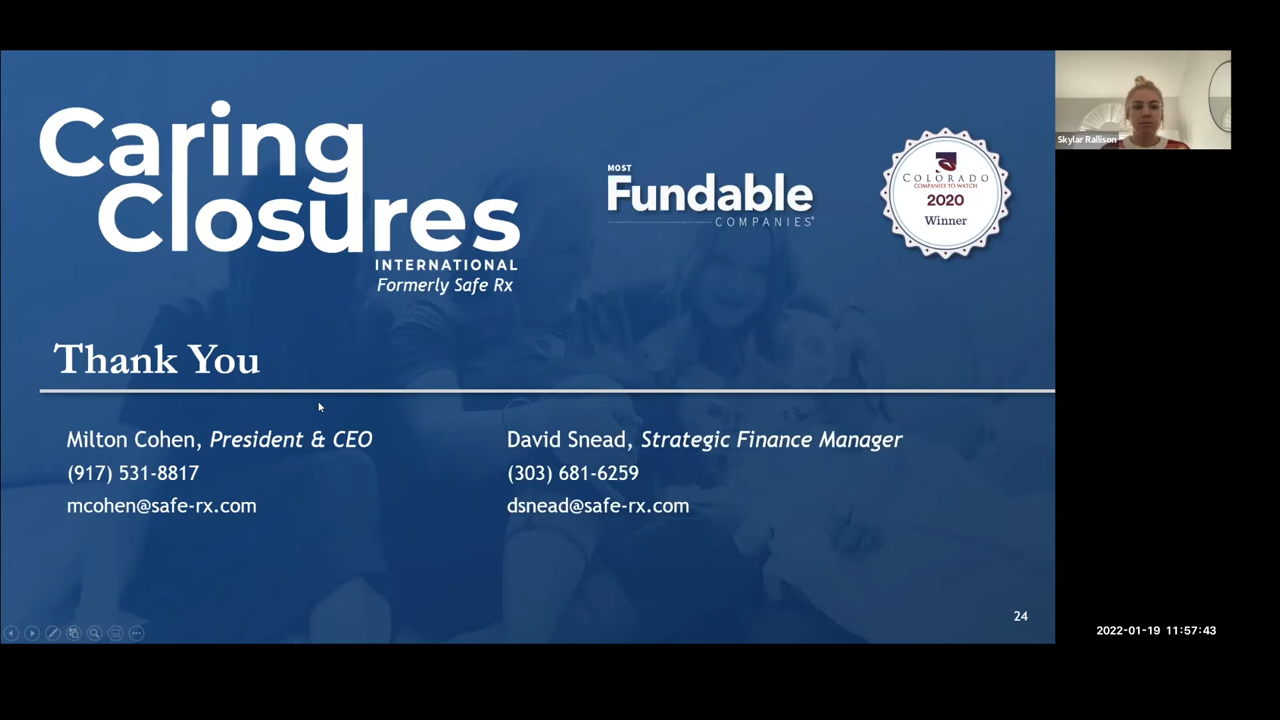 Caring
Closures
INTERNATIONAL
Formerly Safe Rx
MOST
Fundable
COMPANIES
COLORADO
COMPANIES TO WATCH
2020
Winner
Skylar Rallison
Thank You
Milton Cohen, President & CEO
(917) 531-8817
mcohen@safe-rx.com
David Snead, Strategic Finance Manager
(303) 681-6259
dsnead@safe-rx.com
24
2022-01-19 11:57:43